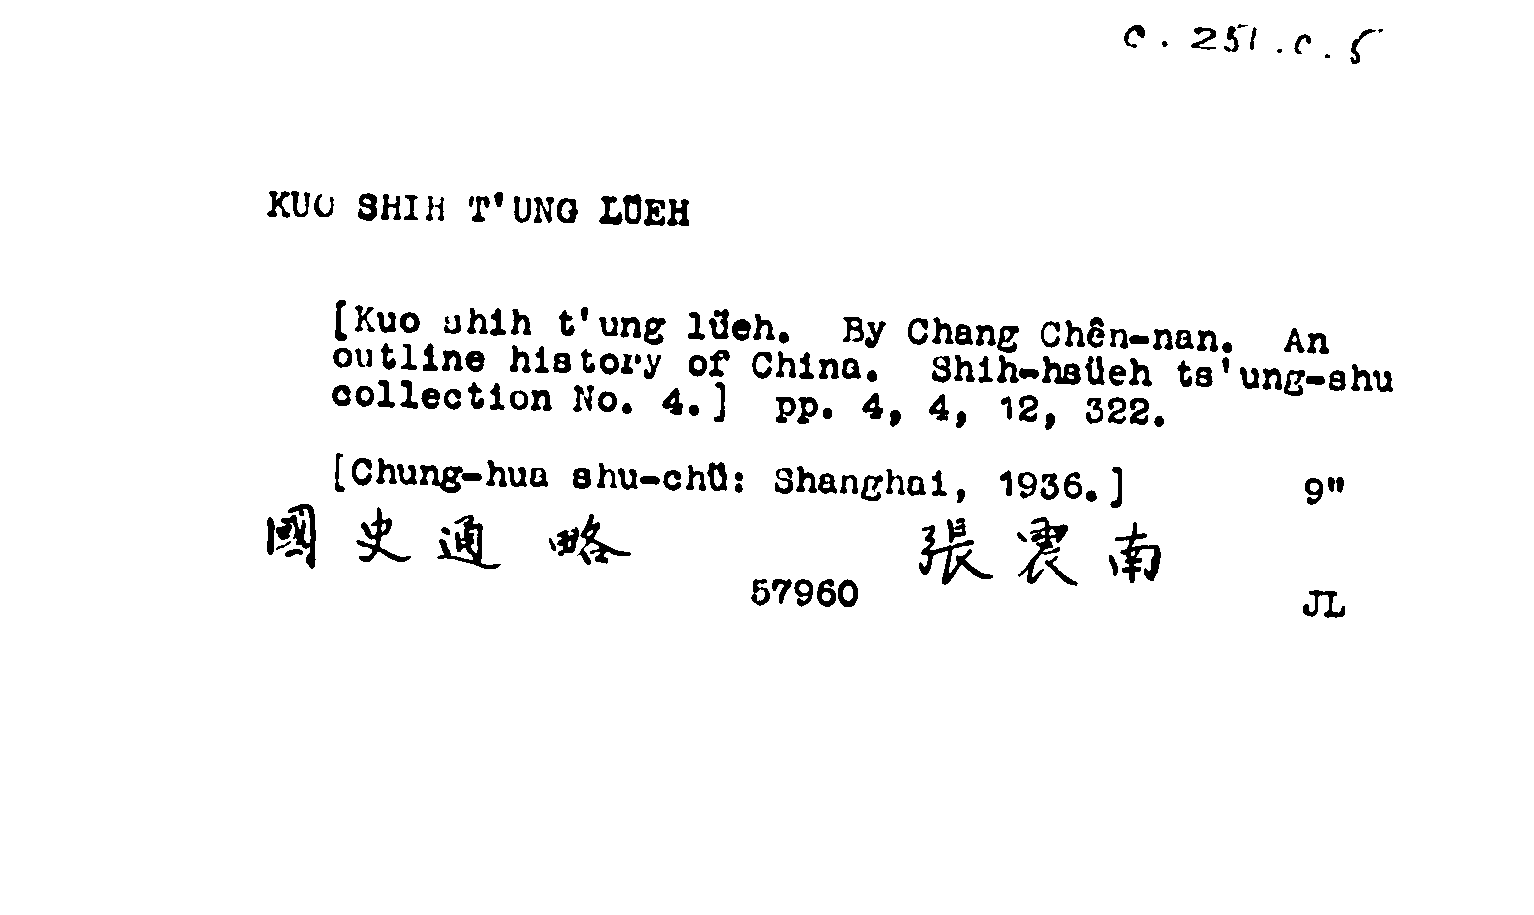 c. 251. c. 5
KUO SHIH T'UNG LÜEH
[Kuo shih t'ung lüeh. By Chang Chên-nan. An
outline history of China. Shih-hsüeh ts'ung-shu
collection No. 4.] pp. 4, 4, 12, 322.
[Chung-hua shu-chü: Shanghai, 1936.] 9"
國史通略 張震南
57960 JL